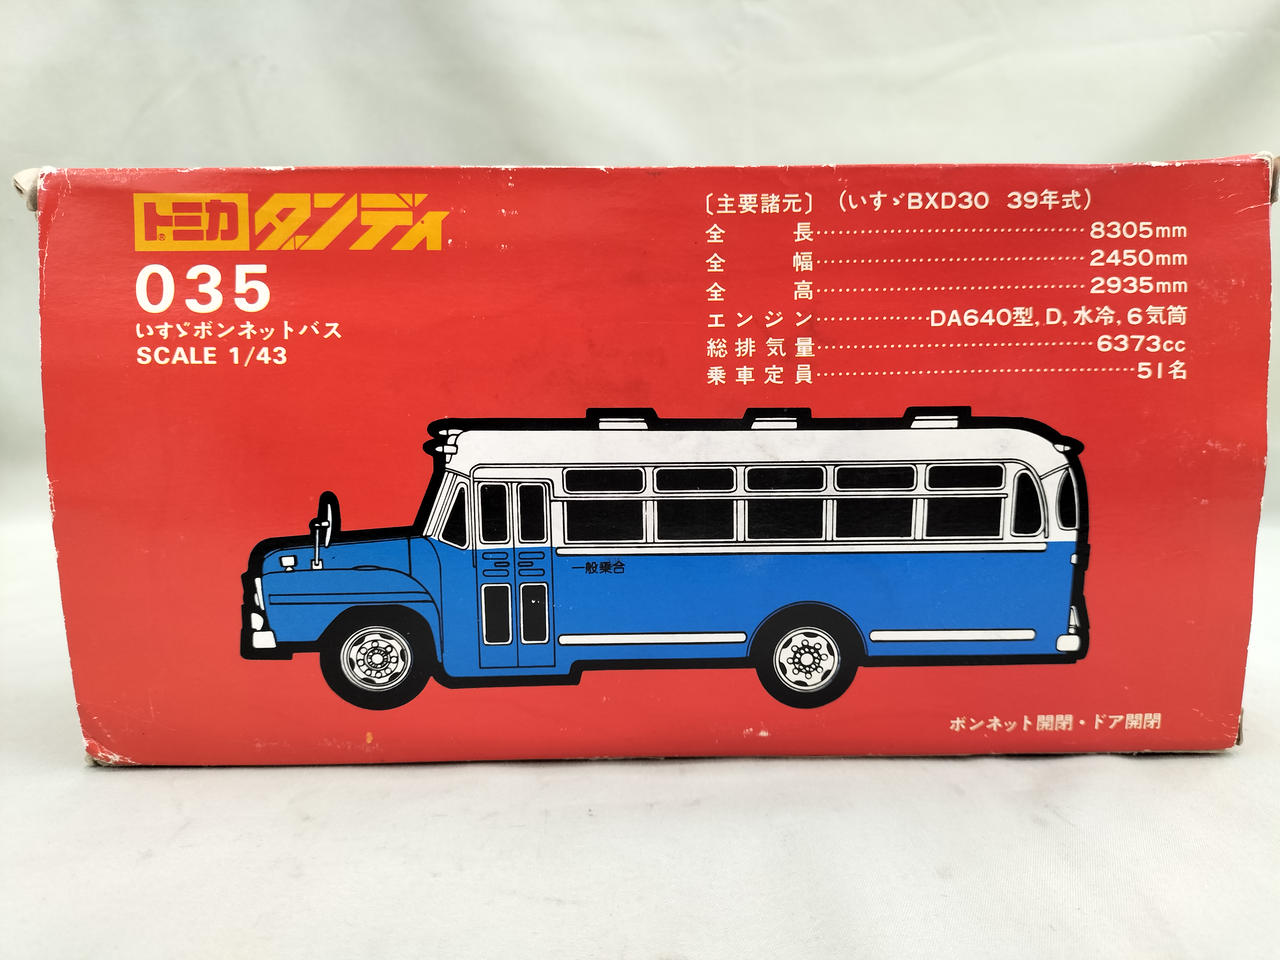 トミカ® ダンディ
035
いすゞボンネットバス
SCALE 1/43
〔主要諸元〕 (いすゞBXD30 39年式)
全長 8305mm
全幅 2450mm
全高 2935mm
エンジン DA640型, D, 水冷, 6気筒
総排気量 6373cc
乗車定員 51名
一般乗合
ボンネット開閉・ドア開閉